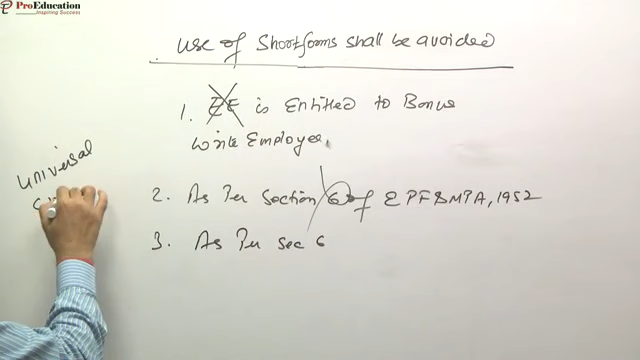 ProEducation
Inspiring Success
Use of Shortforms shall be avoided
1. EE is Entitled to Bonus
Write Employee.
2. As Per Section 6 of EPF&MPA, 1952
3. As Per Sec 6
Universal